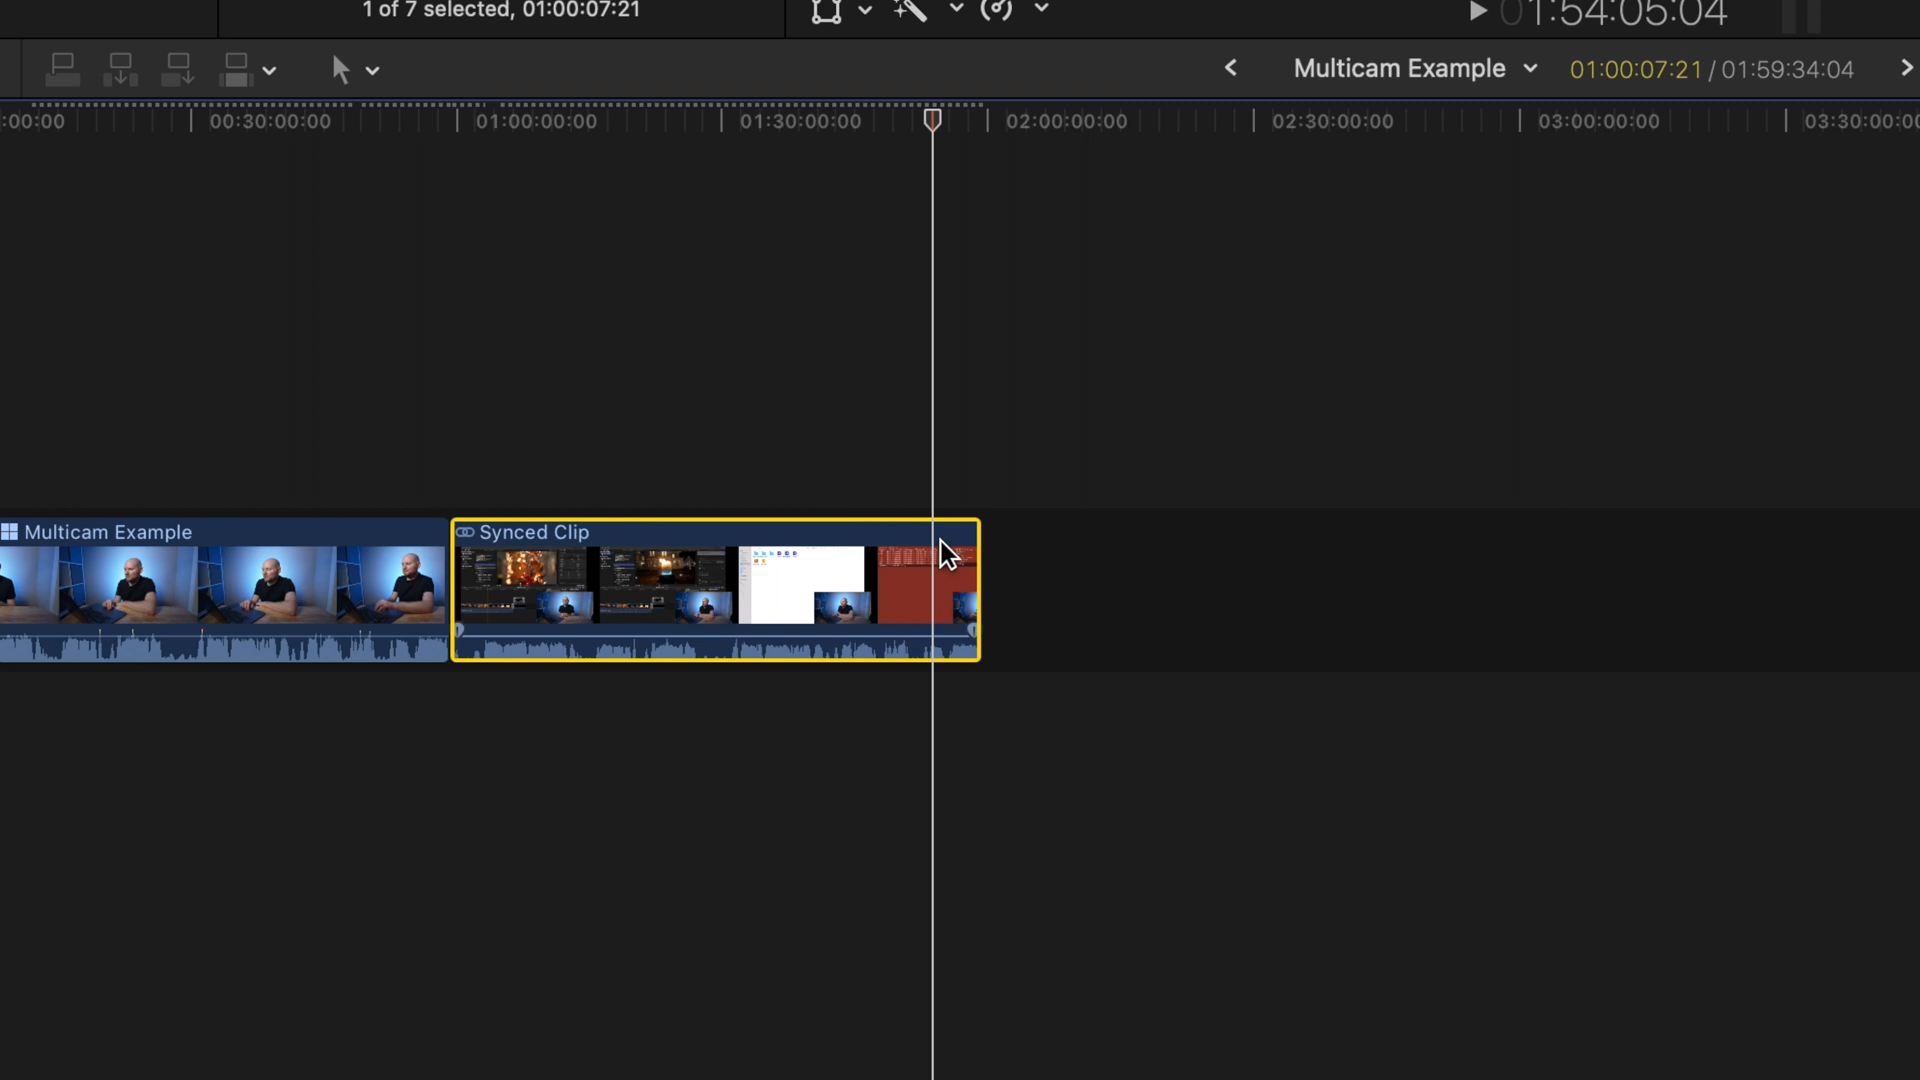 1 of 7 selected, 01:00:07:21
01:54:05:04
Multicam Example
01:00:07:21 / 01:59:34:04
:00:00
00:30:00:00
01:00:00:00
01:30:00:00
02:00:00:00
02:30:00:00
03:00:00:00
03:30:00:00
Multicam Example
Synced Clip